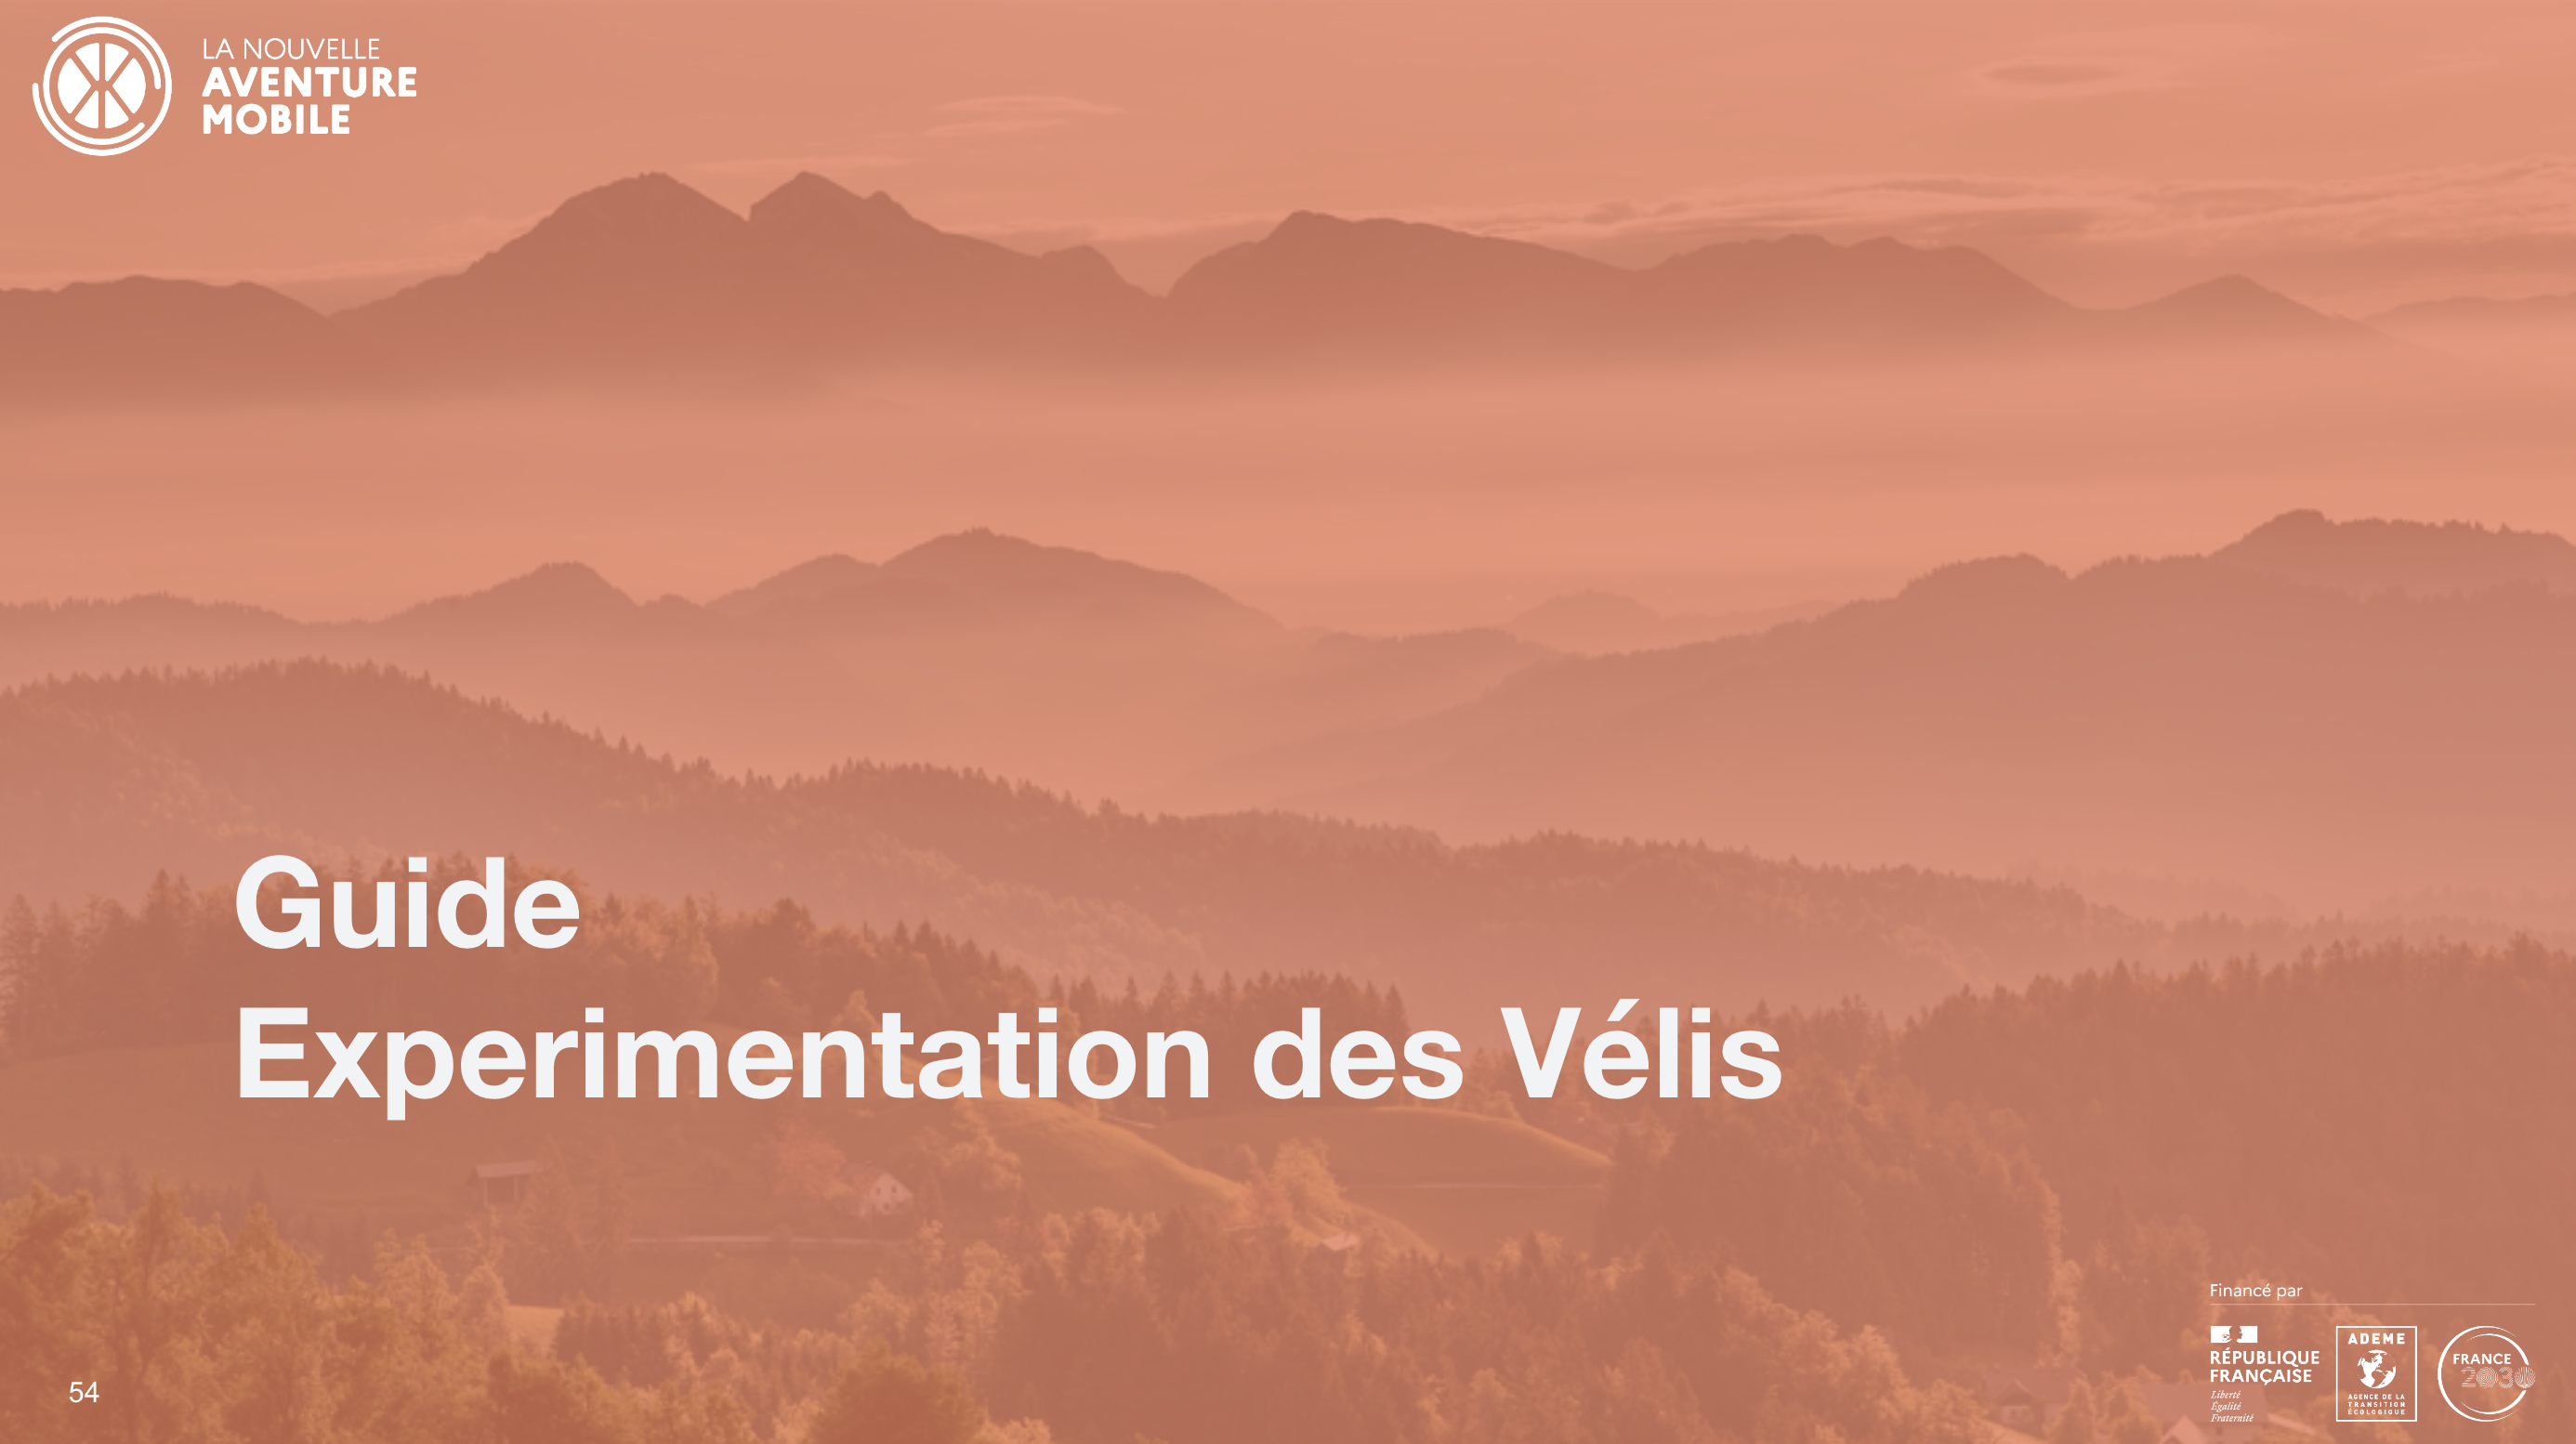 LA NOUVELLE
AVENTURE
MOBILE
Guide
Experimentation des Vélis
Financé par
RÉPUBLIQUE
FRANÇAISE
Liberté
Égalité
Fraternité
ADEME
AGENCE DE LA
TRANSITION
ÉCOLOGIQUE
FRANCE
2030
54